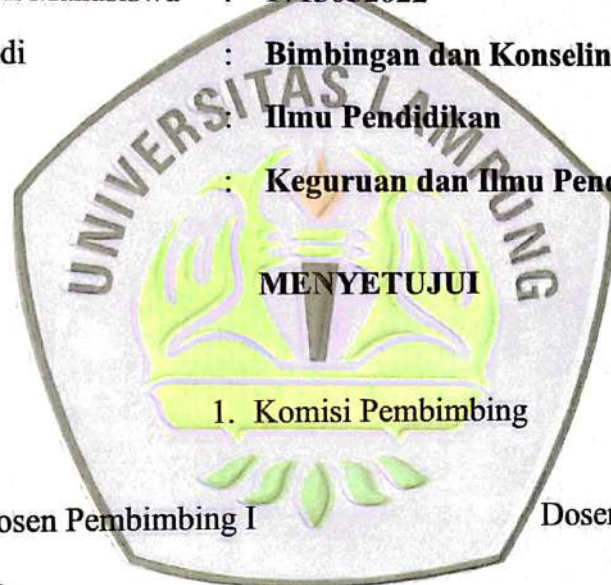 di : Bimbingan dan Konselin
: Ilmu Pendidikan
: Keguruan dan Ilmu Pend
UNIVERSITAS LAMPUNG
MENYETUJUI
1. Komisi Pembimbing
osen Pembimbing I Dosen